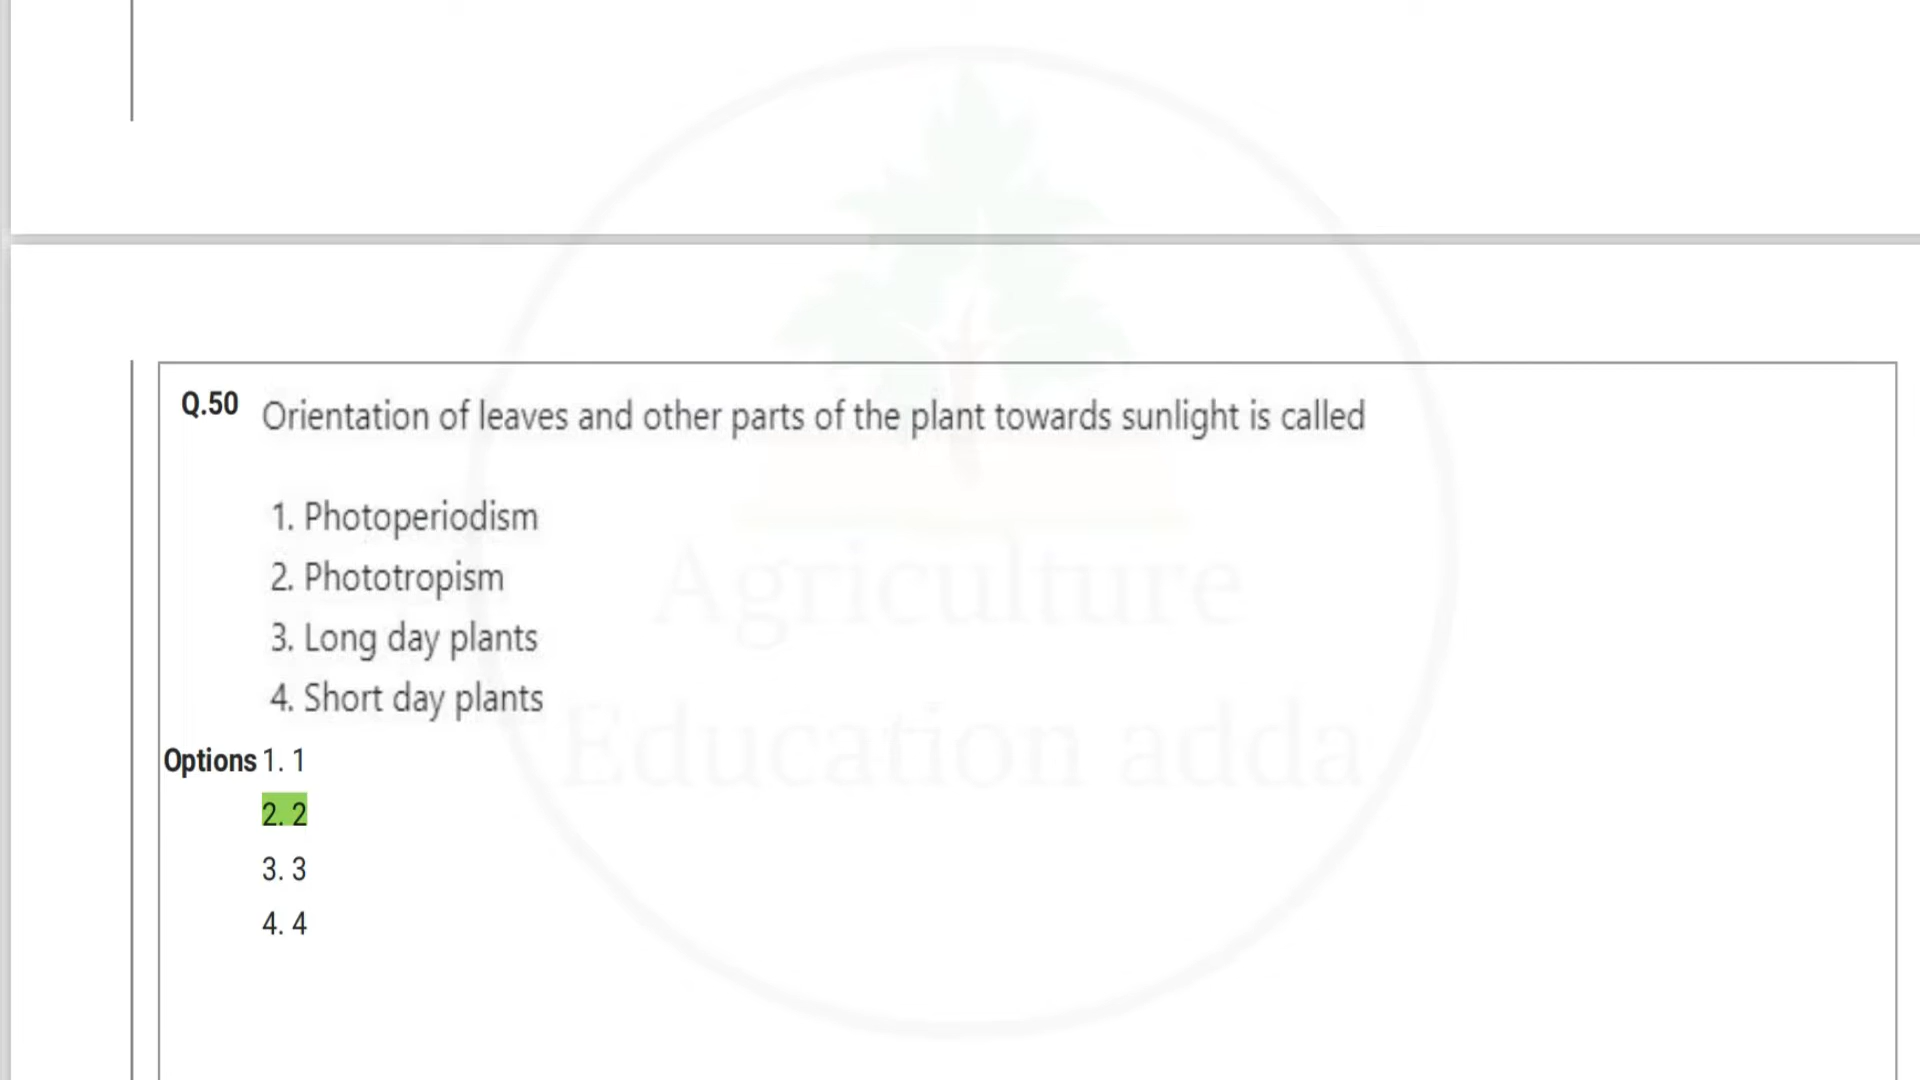 Q.50 Orientation of leaves and other parts of the plant towards sunlight is called
1. Photoperiodism
2. Phototropism
3. Long day plants
4. Short day plants
Options 1. 1
2. 2
3. 3
4. 4
Agriculture
Education adda